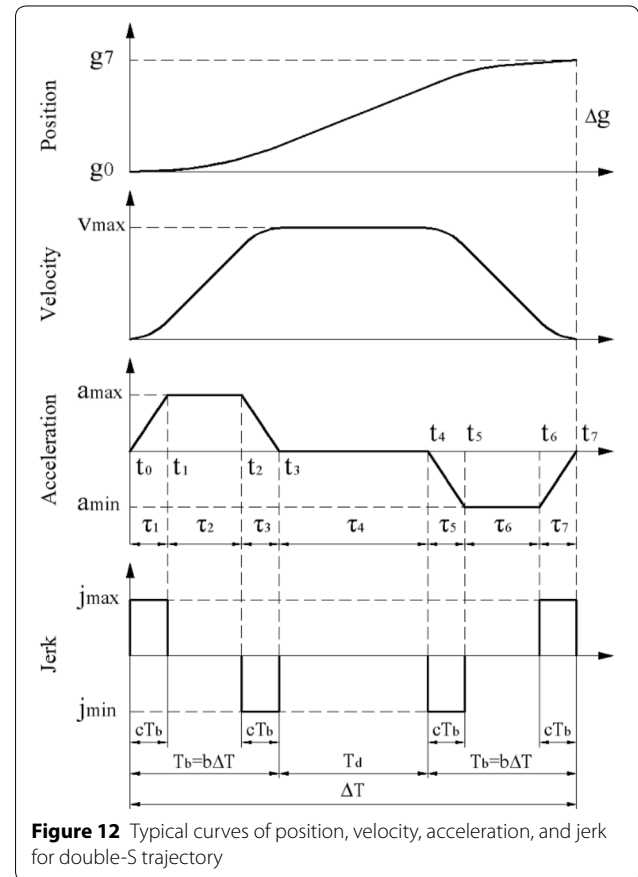 Position
g7
g0
Δg
Velocity
Vmax
Acceleration
amax
t0 t1 t2 t3 t4 t5 t6 t7
amin
τ1 τ2 τ3 τ4 τ5 τ6 τ7
Jerk
jmax
jmin
cTb cTb cTb cTb
Tb=bΔT Td Tb=bΔT
ΔT
Figure 12 Typical curves of position, velocity, acceleration, and jerk
for double-S trajectory